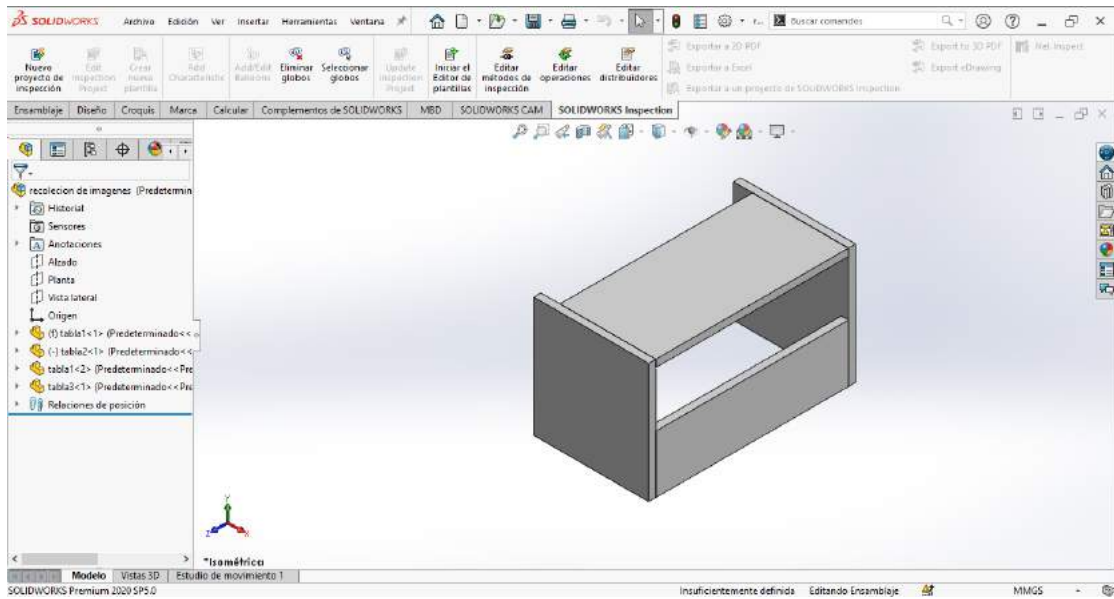 SOLIDWORKS Archivo Edición Ver Insertar Herramientas Ventana
Buscar comandos
Nuevo proyecto de inspección
Edit Inspection Project
Crear nueva plantilla
Add Characteristic
Add/Edit Balloons
Eliminar globos
Seleccionar globos
Update Inspection Project
Iniciar el Editor de plantillas
Editar métodos de inspección
Editar operaciones
Editar distribuidores
Exportar a 2D PDF
Exportar a Excel
Exportar a un proyecto de SOLIDWORKS Inspection
Export to 3D PDF
Export eDrawing
Net-Inspect
Ensamblaje Diseño Croquis Marca Calcular Complementos de SOLIDWORKS MBD SOLIDWORKS CAM SOLIDWORKS Inspection
recolecion de imagenes (Predetermin
Historial
Sensores
Anotaciones
Alzado
Planta
Vista lateral
Origen
(f) tabla1<1> (Predeterminado<<
(-) tabla2<1> (Predeterminado<<
tabla1<2> (Predeterminado<<Pre
tabla3<1> (Predeterminado<<Pre
Relaciones de posición
Y
Z
X
*Isométrica
Modelo Vistas 3D Estudio de movimiento 1
SOLIDWORKS Premium 2020 SP5.0
Insuficientemente definida Editando Ensamblaje MMGS